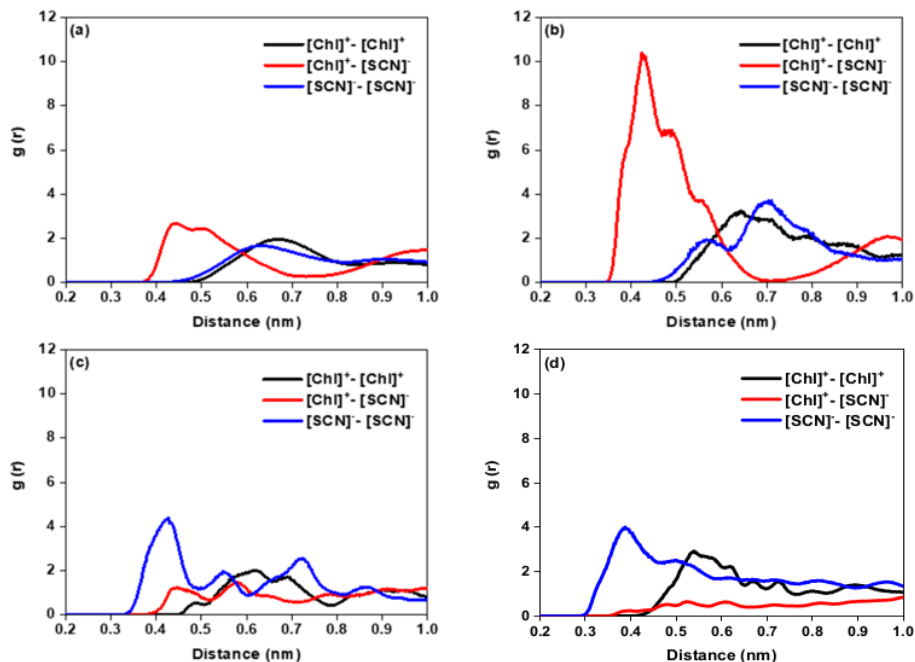 (a)
[Chl]⁺- [Chl]⁺
[Chl]⁺- [SCN]⁻
[SCN]⁻- [SCN]⁻
12
10
8
6
4
2
0
g (r)
0.2 0.3 0.4 0.5 0.6 0.7 0.8 0.9 1.0
Distance (nm)
(b)
[Chl]⁺- [Chl]⁺
[Chl]⁺- [SCN]⁻
[SCN]⁻- [SCN]⁻
12
10
8
6
4
2
0
g (r)
0.2 0.3 0.4 0.5 0.6 0.7 0.8 0.9 1.0
Distance (nm)
(c)
[Chl]⁺- [Chl]⁺
[Chl]⁺- [SCN]⁻
[SCN]⁻- [SCN]⁻
12
10
8
6
4
2
0
g (r)
0.2 0.3 0.4 0.5 0.6 0.7 0.8 0.9 1.0
Distance (nm)
(d)
[Chl]⁺- [Chl]⁺
[Chl]⁺- [SCN]⁻
[SCN]⁻- [SCN]⁻
12
10
8
6
4
2
0
g (r)
0.2 0.3 0.4 0.5 0.6 0.7 0.8 0.9 1.0
Distance (nm)